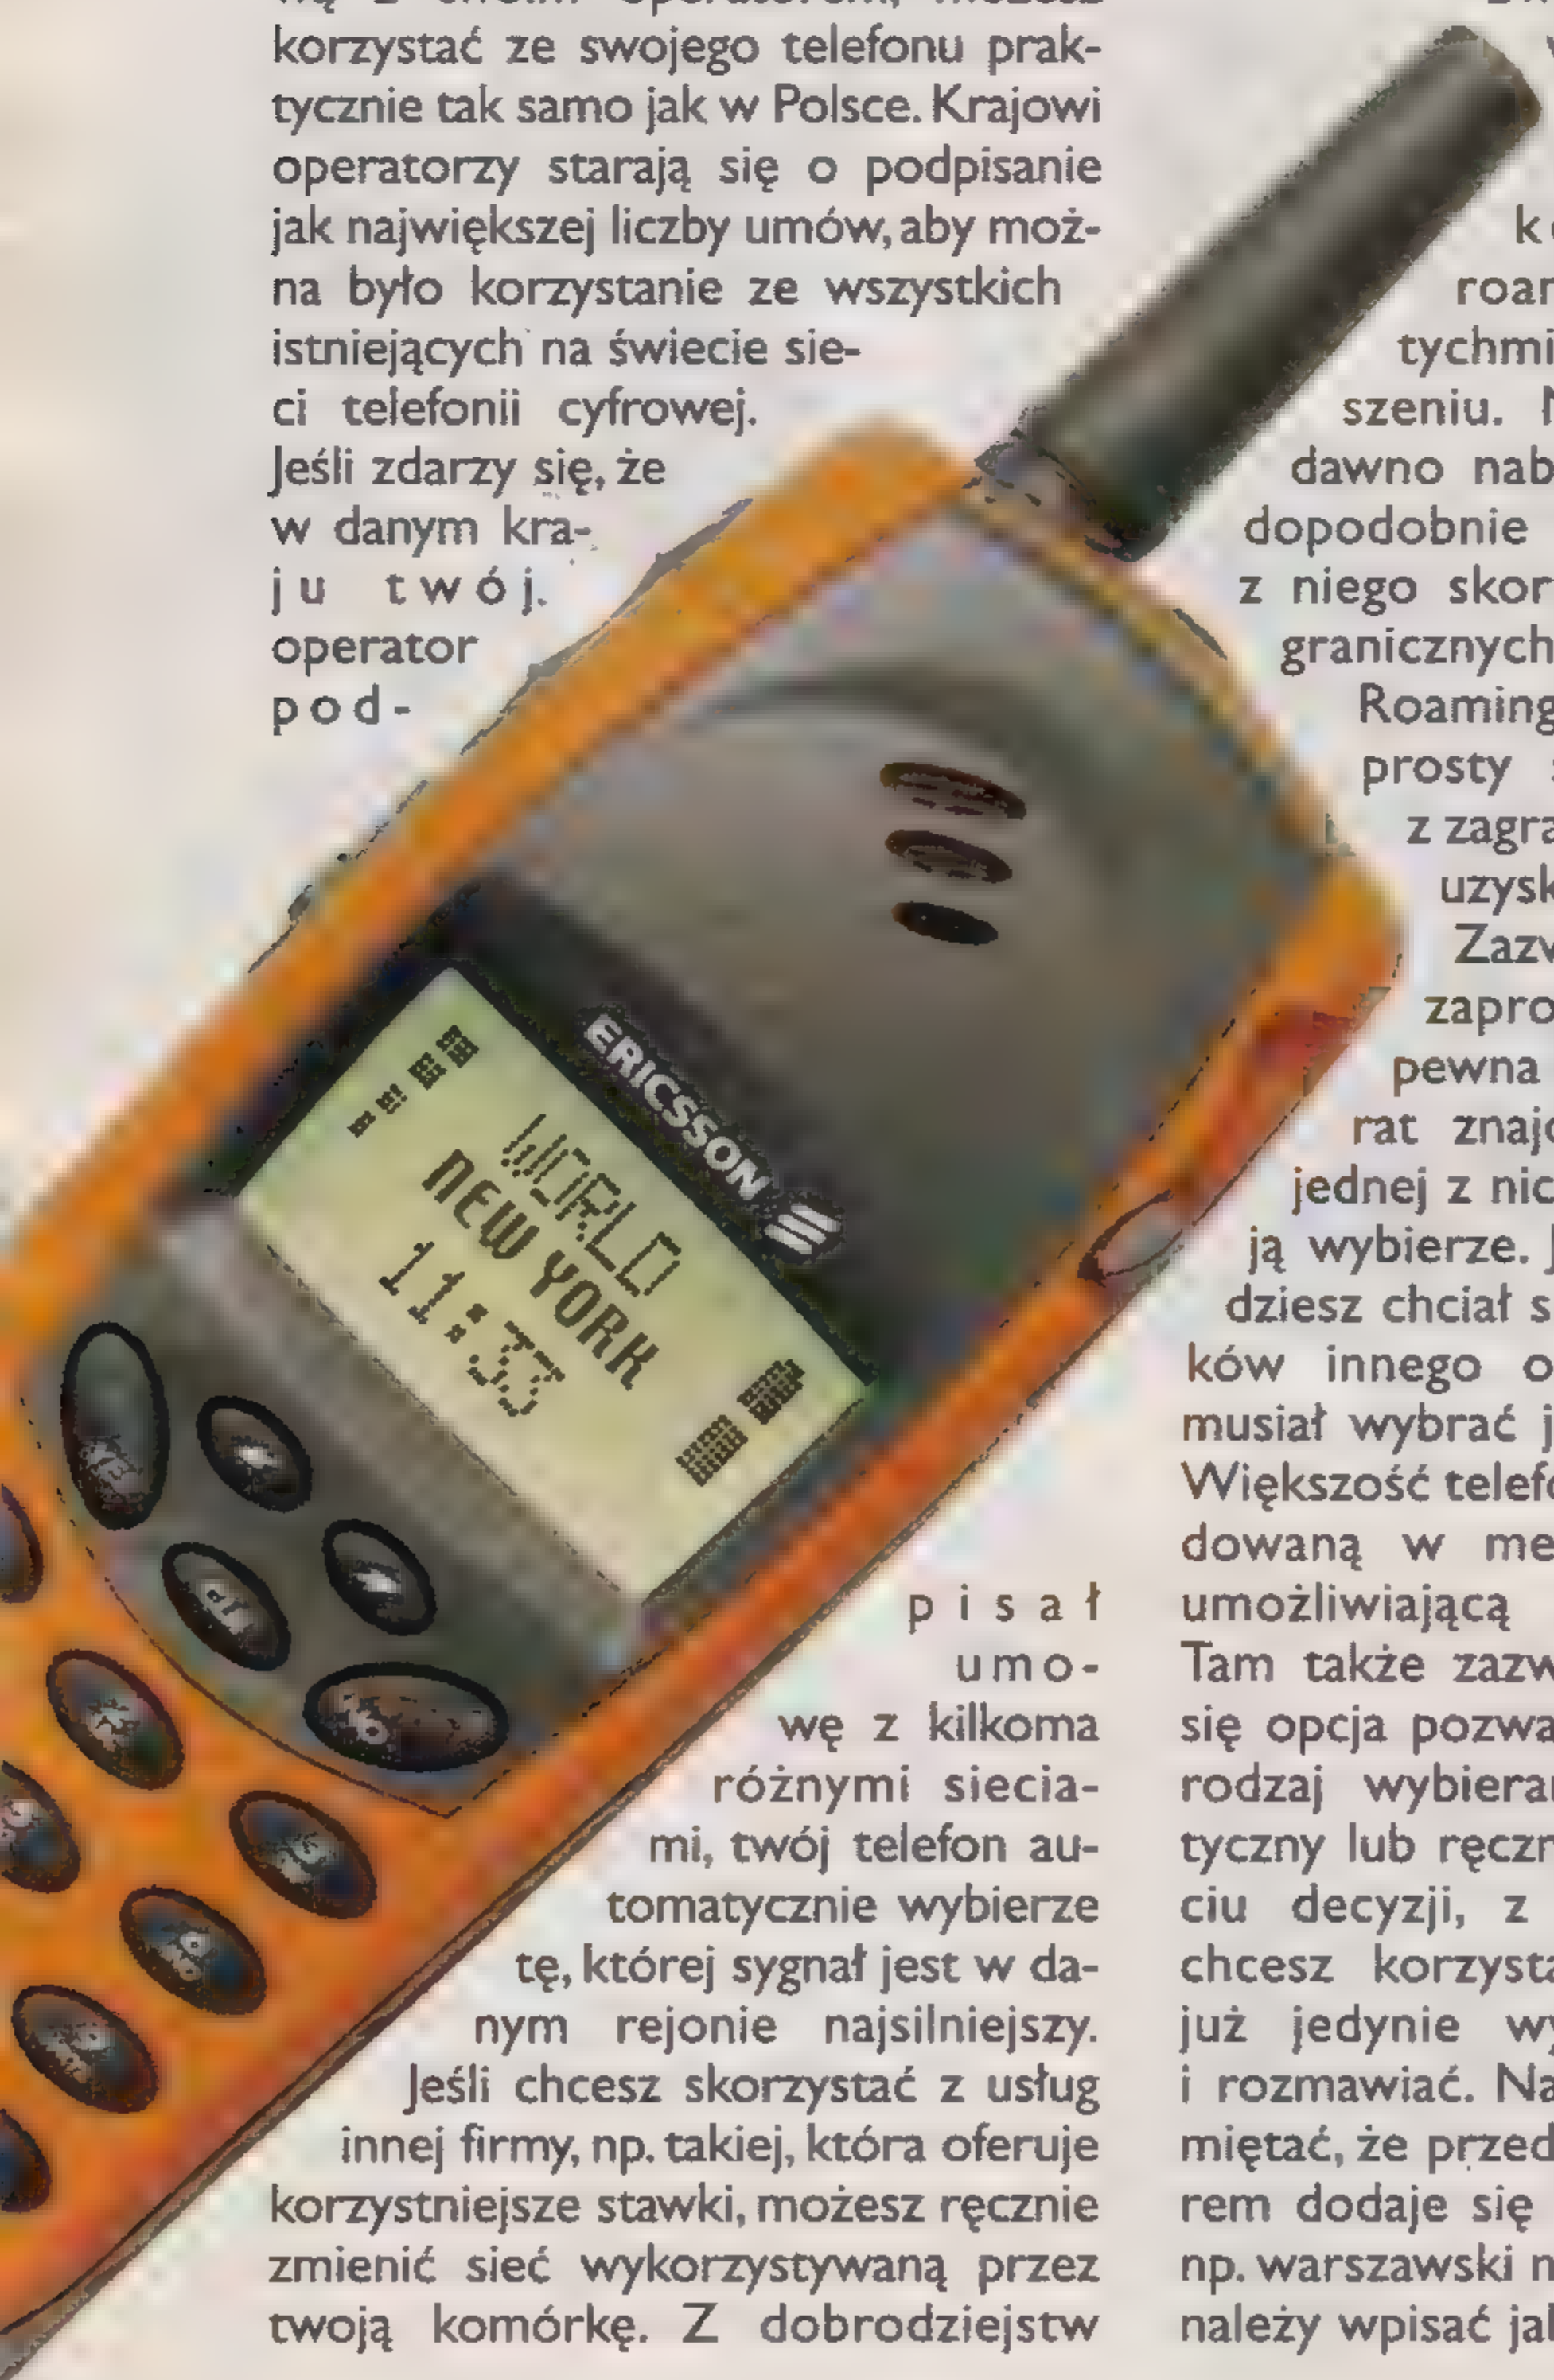 korzystać ze swojego telefonu prak-
tycznie tak samo jak w Polsce. Krajowi
operatorzy starają się o podpisanie
jak największej liczby umów, aby moż-
na było korzystanie ze wszystkich
istniejących na świecie sie-
ci telefonii cyfrowej.
Jeśli zdarzy się, że
w danym kra-
ju twój
operator
pod-
pisał
umo-
wę z kilkoma
różnymi siecia-
mi, twój telefon au-
tomatycznie wybierze
tę, której sygnał jest w da-
nym rejonie najsilniejszy.
Jeśli chcesz skorzystać z usług
innej firmy, np. takiej, która oferuje
korzystniejsze stawki, możesz ręcznie
zmienić sieć wykorzystywaną przez
twoją komórkę. Z dobrodziejstw
ERICSSON
WORLD
NEW YORK
11:33
roam
tychmi
szeniu.
dawno nab
dopodobnie
z niego skor
granicznych
Roaming
prosty
z zagra
uzysk
zapro
pewna
rat znajd
jednej z nic
ją wybierze. J
dziesz chciał s
ków innego o
musiał wybrać j
Większość telefo
dowaną w me
umożliwiającą
Tam także zazw
się opcja pozwa
rodzaj wybieran
tyczny lub ręczn
ciu decyzji, z
chcesz korzysta
już jedynie wy
i rozmawiać. Na
miętać, że przed
rem dodaje się
np. warszawski n
należy wpisać jak